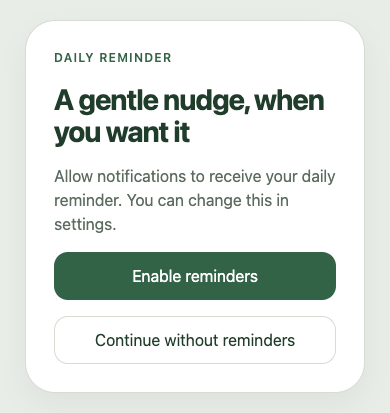 DAILY REMINDER
A gentle nudge, when
you want it
Allow notifications to receive your daily
reminder. You can change this in
settings.
Enable reminders
Continue without reminders